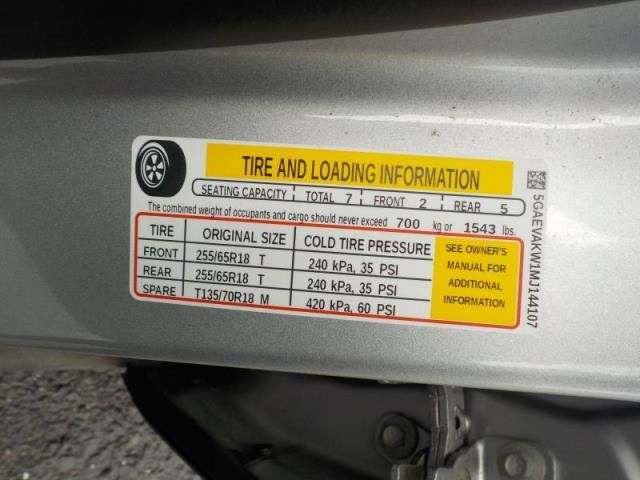 TIRE AND LOADING INFORMATION
SEATING CAPACITY TOTAL 7 FRONT 2 REAR 5
The combined weight of occupants and cargo should never exceed 700 kg or 1543 lbs.
TIRE ORIGINAL SIZE COLD TIRE PRESSURE
FRONT 255/65R18 T 240 kPa, 35 PSI
REAR 255/65R18 T 240 kPa, 35 PSI
SPARE T135/70R18 M 420 kPa, 60 PSI
SEE OWNER'S
MANUAL FOR
ADDITIONAL
INFORMATION
5GAEVAKW1MJ144107